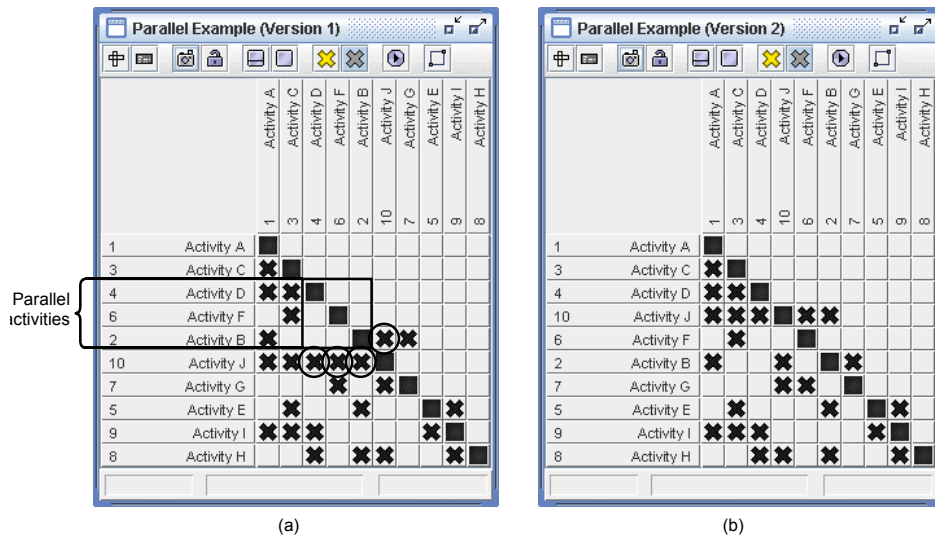 Parallel Example (Version 1)
Activity A
Activity C
Activity D
Activity F
Activity B
Activity J
Activity G
Activity E
Activity I
Activity H
1
3
4
6
2
10
7
5
9
8
1 Activity A
3 Activity C
4 Activity D
6 Activity F
2 Activity B
10 Activity J
7 Activity G
5 Activity E
9 Activity I
8 Activity H
Parallel
ctivities
(a)
Parallel Example (Version 2)
Activity A
Activity C
Activity D
Activity J
Activity F
Activity B
Activity G
Activity E
Activity I
Activity H
1
3
4
10
6
2
7
5
9
8
1 Activity A
3 Activity C
4 Activity D
10 Activity J
6 Activity F
2 Activity B
7 Activity G
5 Activity E
9 Activity I
8 Activity H
(b)